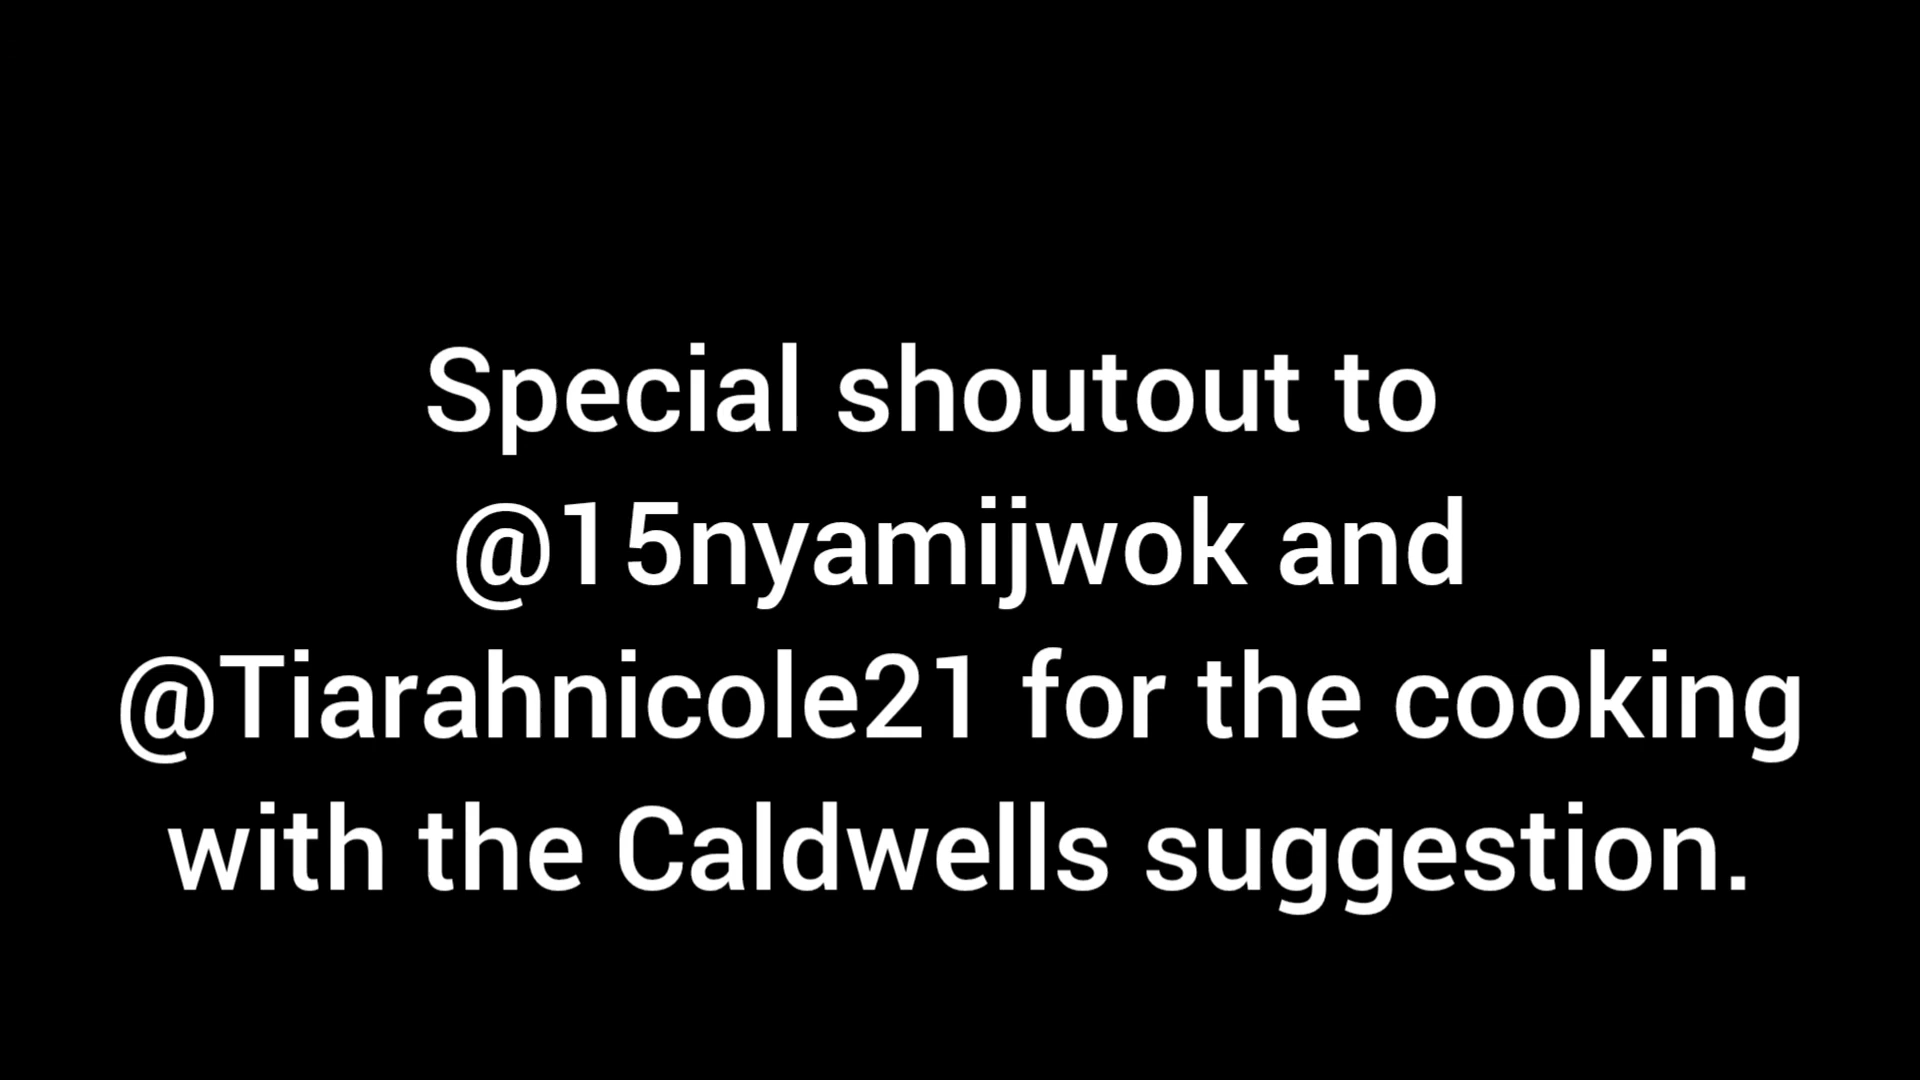 Special shoutout to
@15nyamijwok and
@Tiarahnicole21 for the cooking
with the Caldwells suggestion.